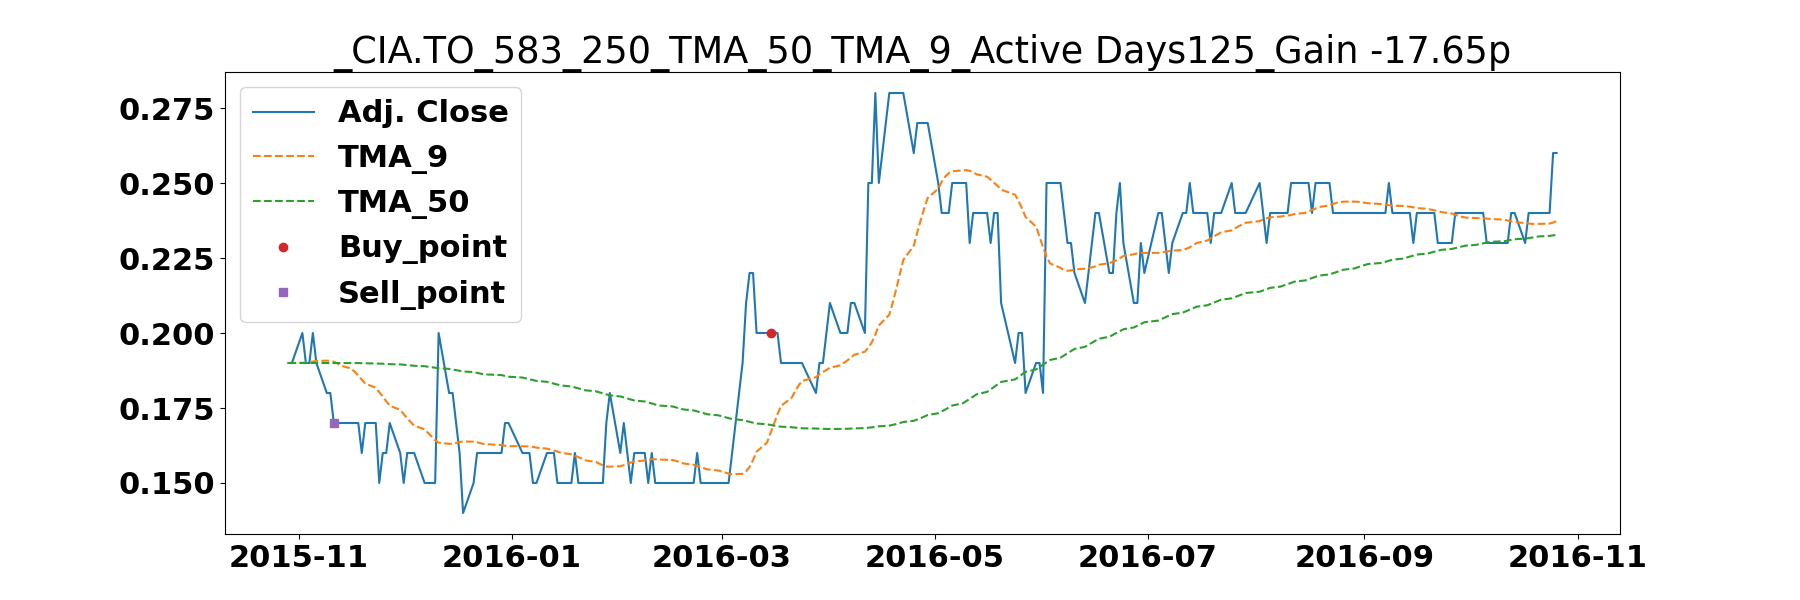 _CIA.TO_583_250_TMA_50_TMA_9_Active Days125_Gain -17.65p
0.275
0.250
0.225
0.200
0.175
0.150
Adj. Close
TMA_9
TMA_50
Buy_point
Sell_point
2015-11 2016-01 2016-03 2016-05 2016-07 2016-09 2016-11